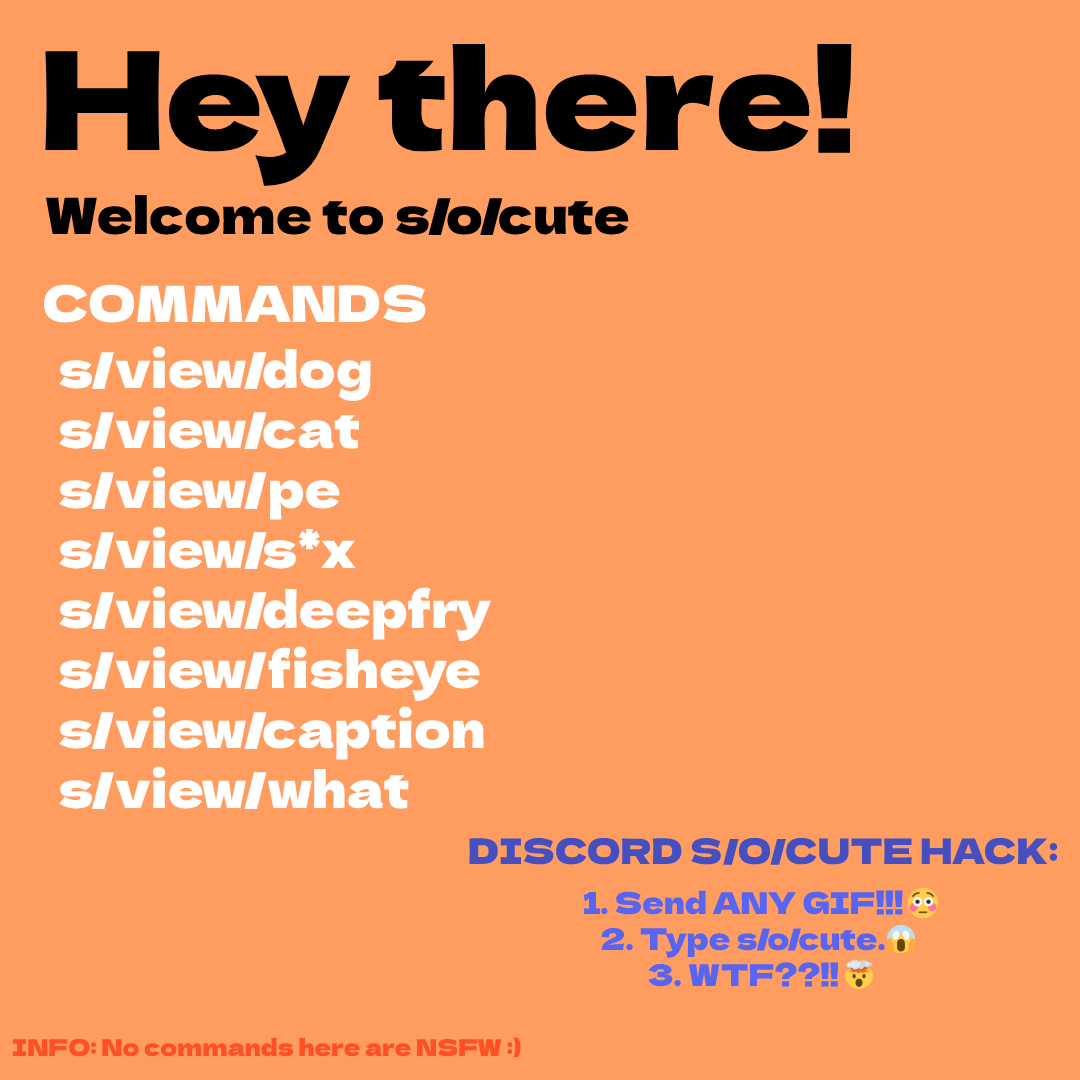 Hey there!
Welcome to s/o/cute
COMMANDS
s/view/dog
s/view/cat
s/view/pe
s/view/s*x
s/view/deepfry
s/view/fisheye
s/view/caption
s/view/what
DISCORD S/O/CUTE HACK:
1. Send ANY GIF!!!😳
2. Type s/o/cute.😱
3. WTF??!!🤯
INFO: No commands here are NSFW :)